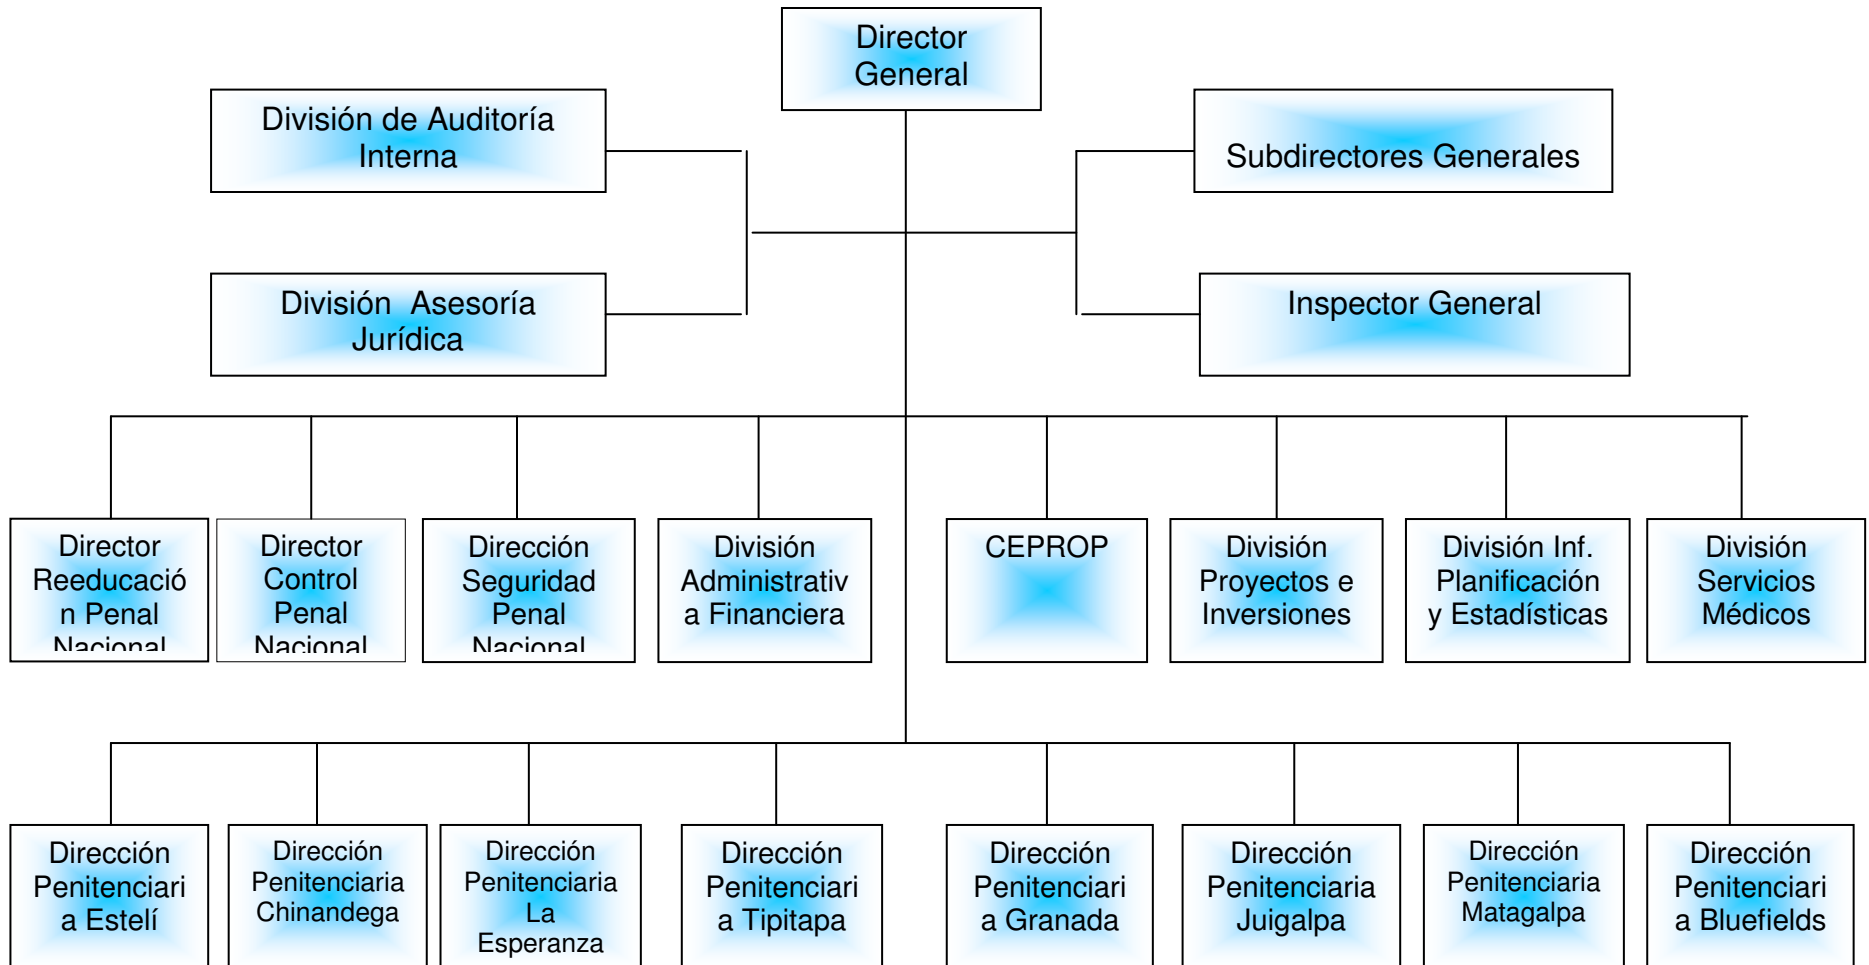 Director
General
División de Auditoría
Interna
Subdirectores Generales
División  Asesoría
Jurídica
Inspector General
Director
Reeducació
n Penal
Nacional
Director
Control
Penal
Nacional
Dirección
Seguridad
Penal
Nacional
División
Administrativ
a Financiera
CEPROP
División
Proyectos e
Inversiones
División Inf.
Planificación
y Estadísticas
División
Servicios
Médicos
Dirección
Penitenciari
a Estelí
Dirección
Penitenciaria
Chinandega
Dirección
Penitenciaria
La
Esperanza
Dirección
Penitenciari
a Tipitapa
Dirección
Penitenciari
a Granada
Dirección
Penitenciaria
Juigalpa
Dirección
Penitenciaria
Matagalpa
Dirección
Penitenciari
a Bluefields